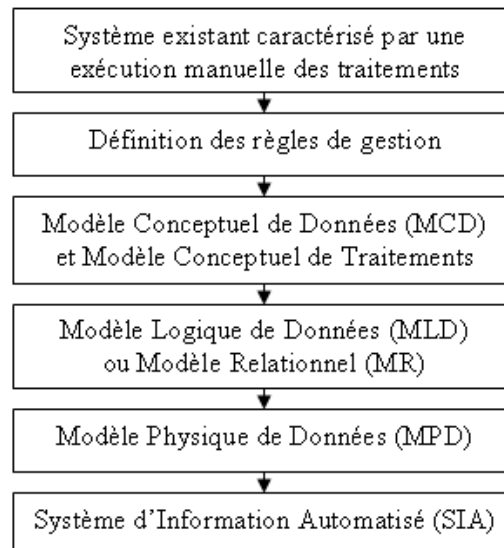 Système existant caractérisé par une
exécution manuelle des traitements
Définition des règles de gestion
Modèle Conceptuel de Données (MCD)
et Modèle Conceptuel de Traitements
Modèle Logique de Données (MLD)
ou Modèle Relationnel (MR)
Modèle Physique de Données (MPD)
Système d'Information Automatisé (SIA)